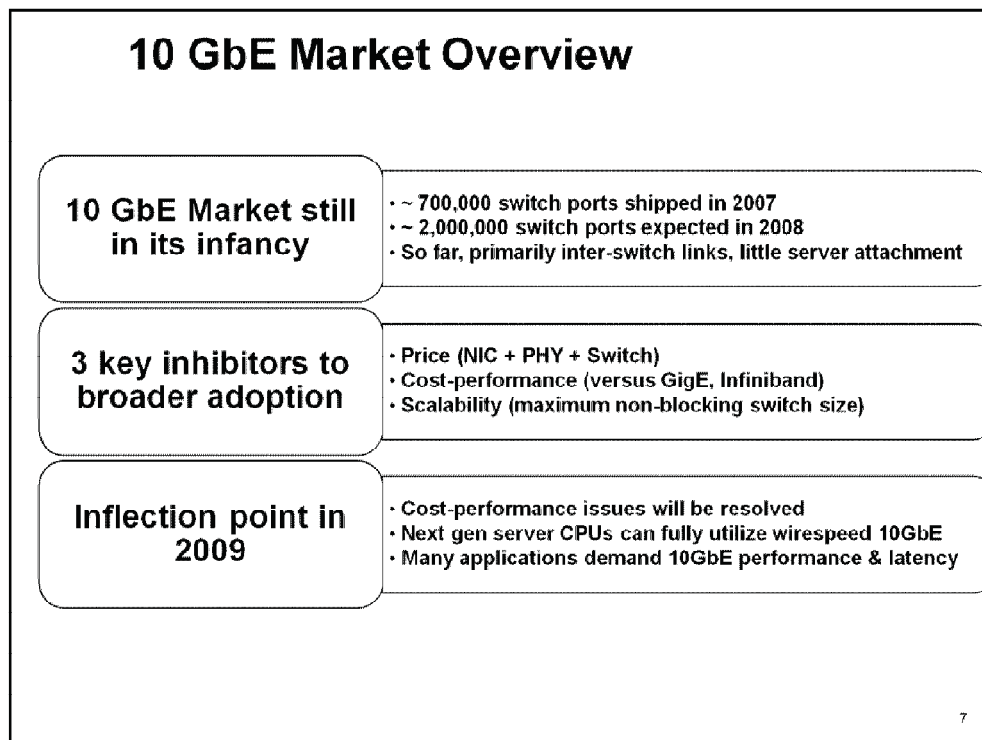 10 GbE Market Overview
10 GbE Market still
in its infancy
· ~ 700,000 switch ports shipped in 2007
· ~ 2,000,000 switch ports expected in 2008
· So far, primarily inter-switch links, little server attachment
3 key inhibitors to
broader adoption
· Price (NIC + PHY + Switch)
· Cost-performance (versus GigE, Infiniband)
· Scalability (maximum non-blocking switch size)
Inflection point in
2009
· Cost-performance issues will be resolved
· Next gen server CPUs can fully utilize wirespeed 10GbE
· Many applications demand 10GbE performance & latency
7